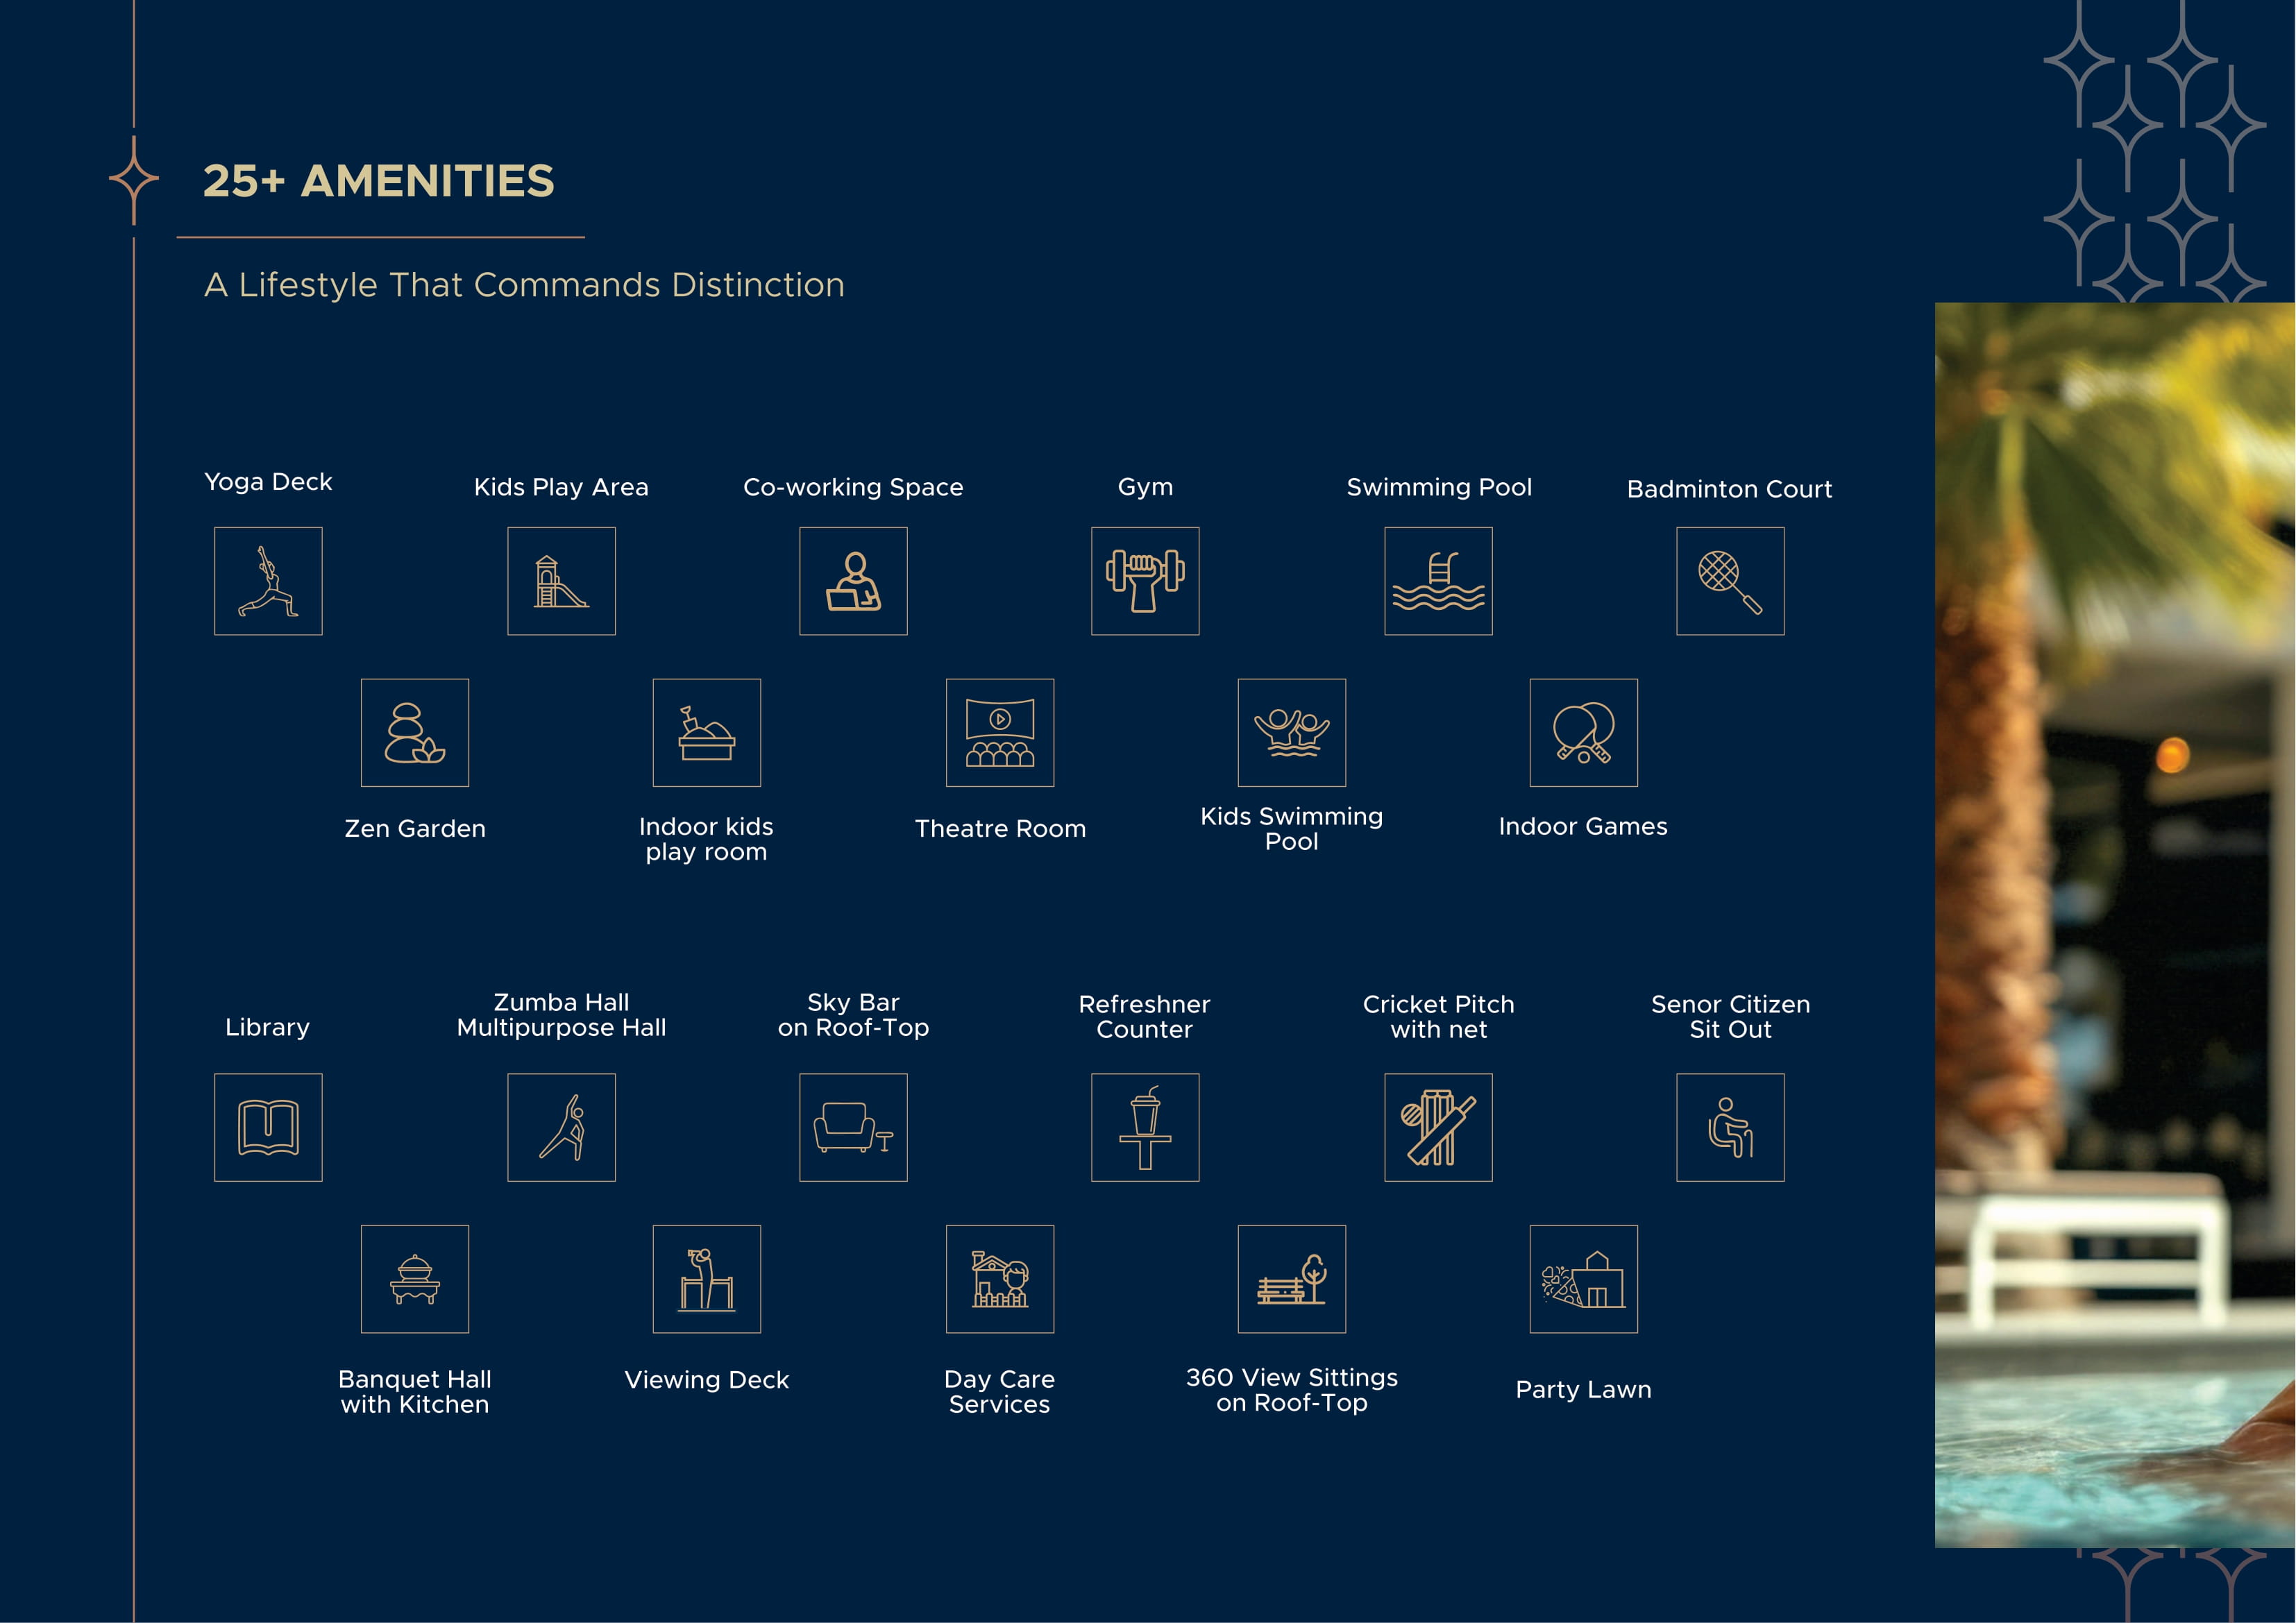 25+ AMENITIES
A Lifestyle That Commands Distinction
Yoga Deck
Kids Play Area
Co-working Space
Gym
Swimming Pool
Badminton Court
Zen Garden
Indoor kids
play room
Theatre Room
Kids Swimming
Pool
Indoor Games
Library
Zumba Hall
Multipurpose Hall
Sky Bar
on Roof-Top
Refreshner
Counter
Cricket Pitch
with net
Senor Citizen
Sit Out
Banquet Hall
with Kitchen
Viewing Deck
Day Care
Services
360 View Sittings
on Roof-Top
Party Lawn